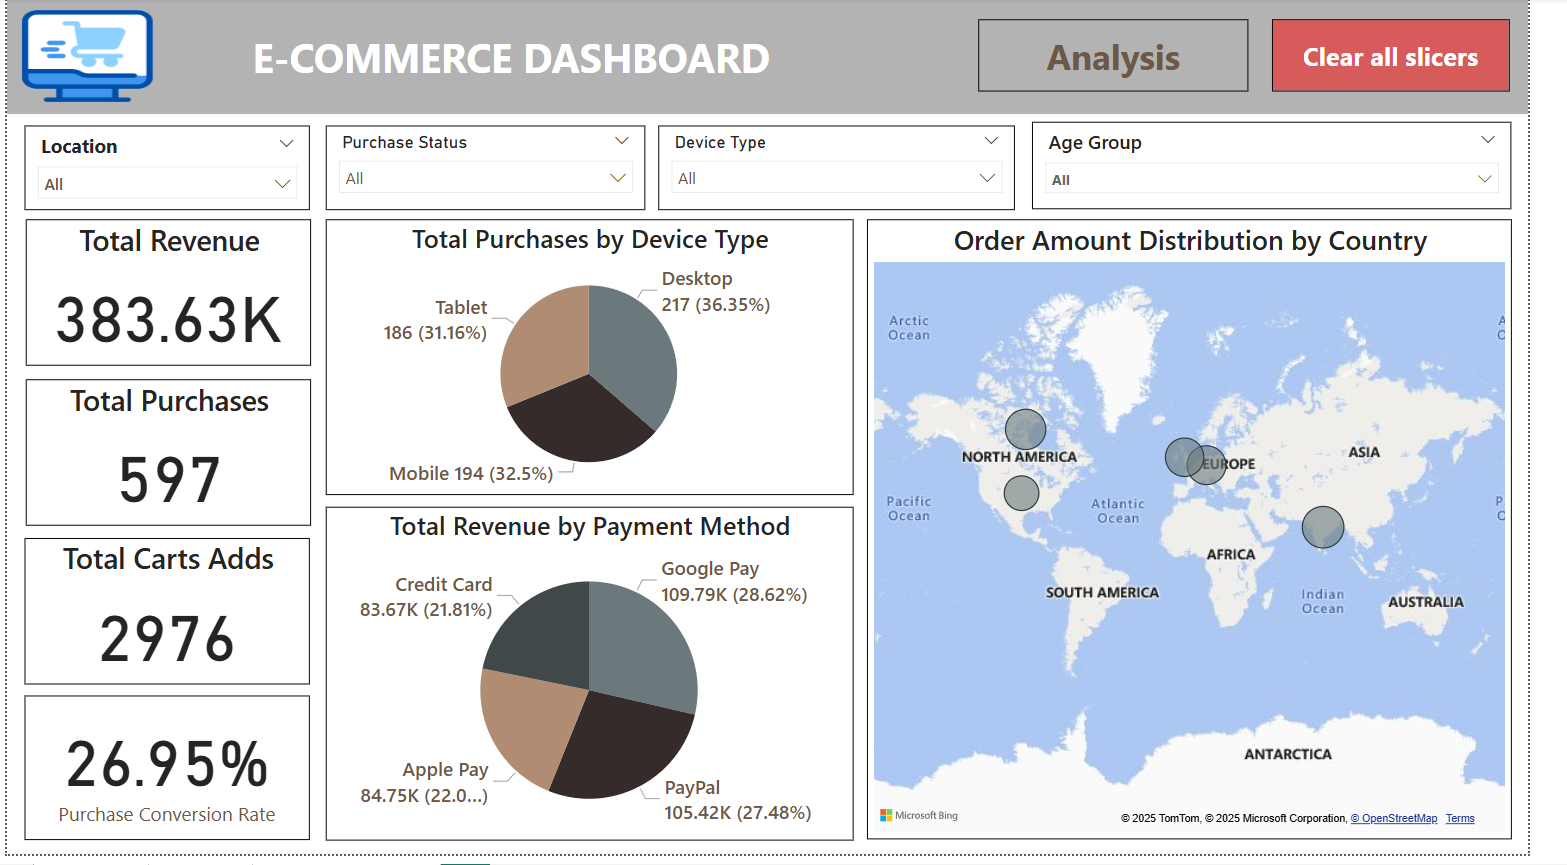 E-COMMERCE DASHBOARD
Analysis
Clear all slicers
Location
All
Purchase Status
All
Device Type
All
Age Group
All
Total Revenue
383.63K
Total Purchases
597
Total Carts Adds
2976
26.95%
Purchase Conversion Rate
Total Purchases by Device Type
Desktop
217 (36.35%)
Tablet
186 (31.16%)
Mobile 194 (32.5%)
Total Revenue by Payment Method
Google Pay
109.79K (28.62%)
Credit Card
83.67K (21.81%)
Apple Pay
84.75K (22.0...)
PayPal
105.42K (27.48%)
Order Amount Distribution by Country
Arctic
Ocean
NORTH AMERICA
EUROPE
ASIA
Pacific
Ocean
Atlantic
Ocean
AFRICA
SOUTH AMERICA
Indian
Ocean
AUSTRALIA
ANTARCTICA
Microsoft Bing
© 2025 TomTom, © 2025 Microsoft Corporation, © OpenStreetMap Terms